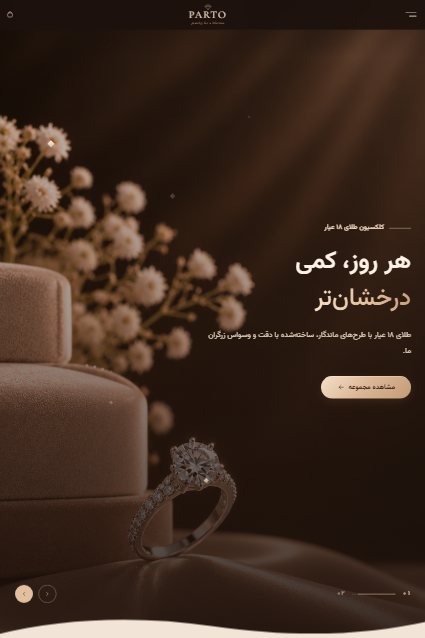 PARTO
کلکسیون طلای ۱۸ عیار
هر روز، کمی
درخشان‌تر
طلای ۱۸ عیار با طرح‌های ماندگار، ساخته‌شده با دقت و وسواس زرگران
ما.
مشاهده مجموعه ←
۰۱
۰۲